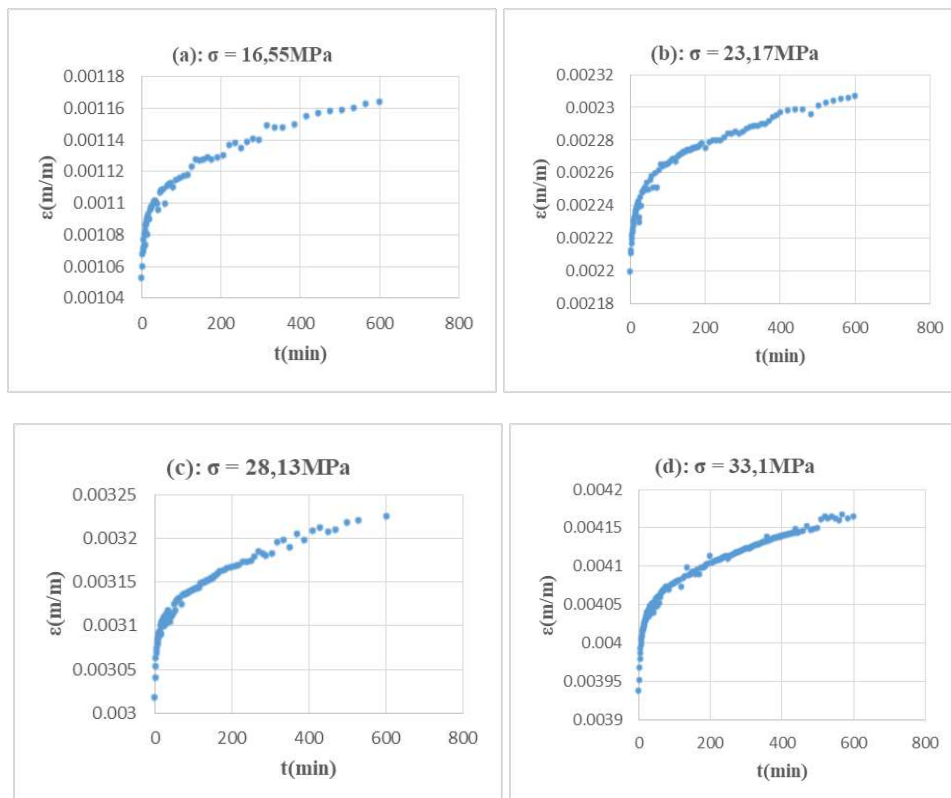 (a): σ = 16,55MPa
0.00118
0.00116
0.00114
0.00112
0.0011
0.00108
0.00106
0.00104
ε(m/m)
0 200 400 600 800
t(min)
(b): σ = 23,17MPa
0.00232
0.0023
0.00228
0.00226
0.00224
0.00222
0.0022
0.00218
ε(m/m)
0 200 400 600 800
t(min)
(c): σ = 28,13MPa
0.00325
0.0032
0.00315
0.0031
0.00305
0.003
ε(m/m)
0 200 400 600 800
t(min)
(d): σ = 33,1MPa
0.0042
0.00415
0.0041
0.00405
0.004
0.00395
0.0039
ε(m/m)
0 200 400 600 800
t(min)